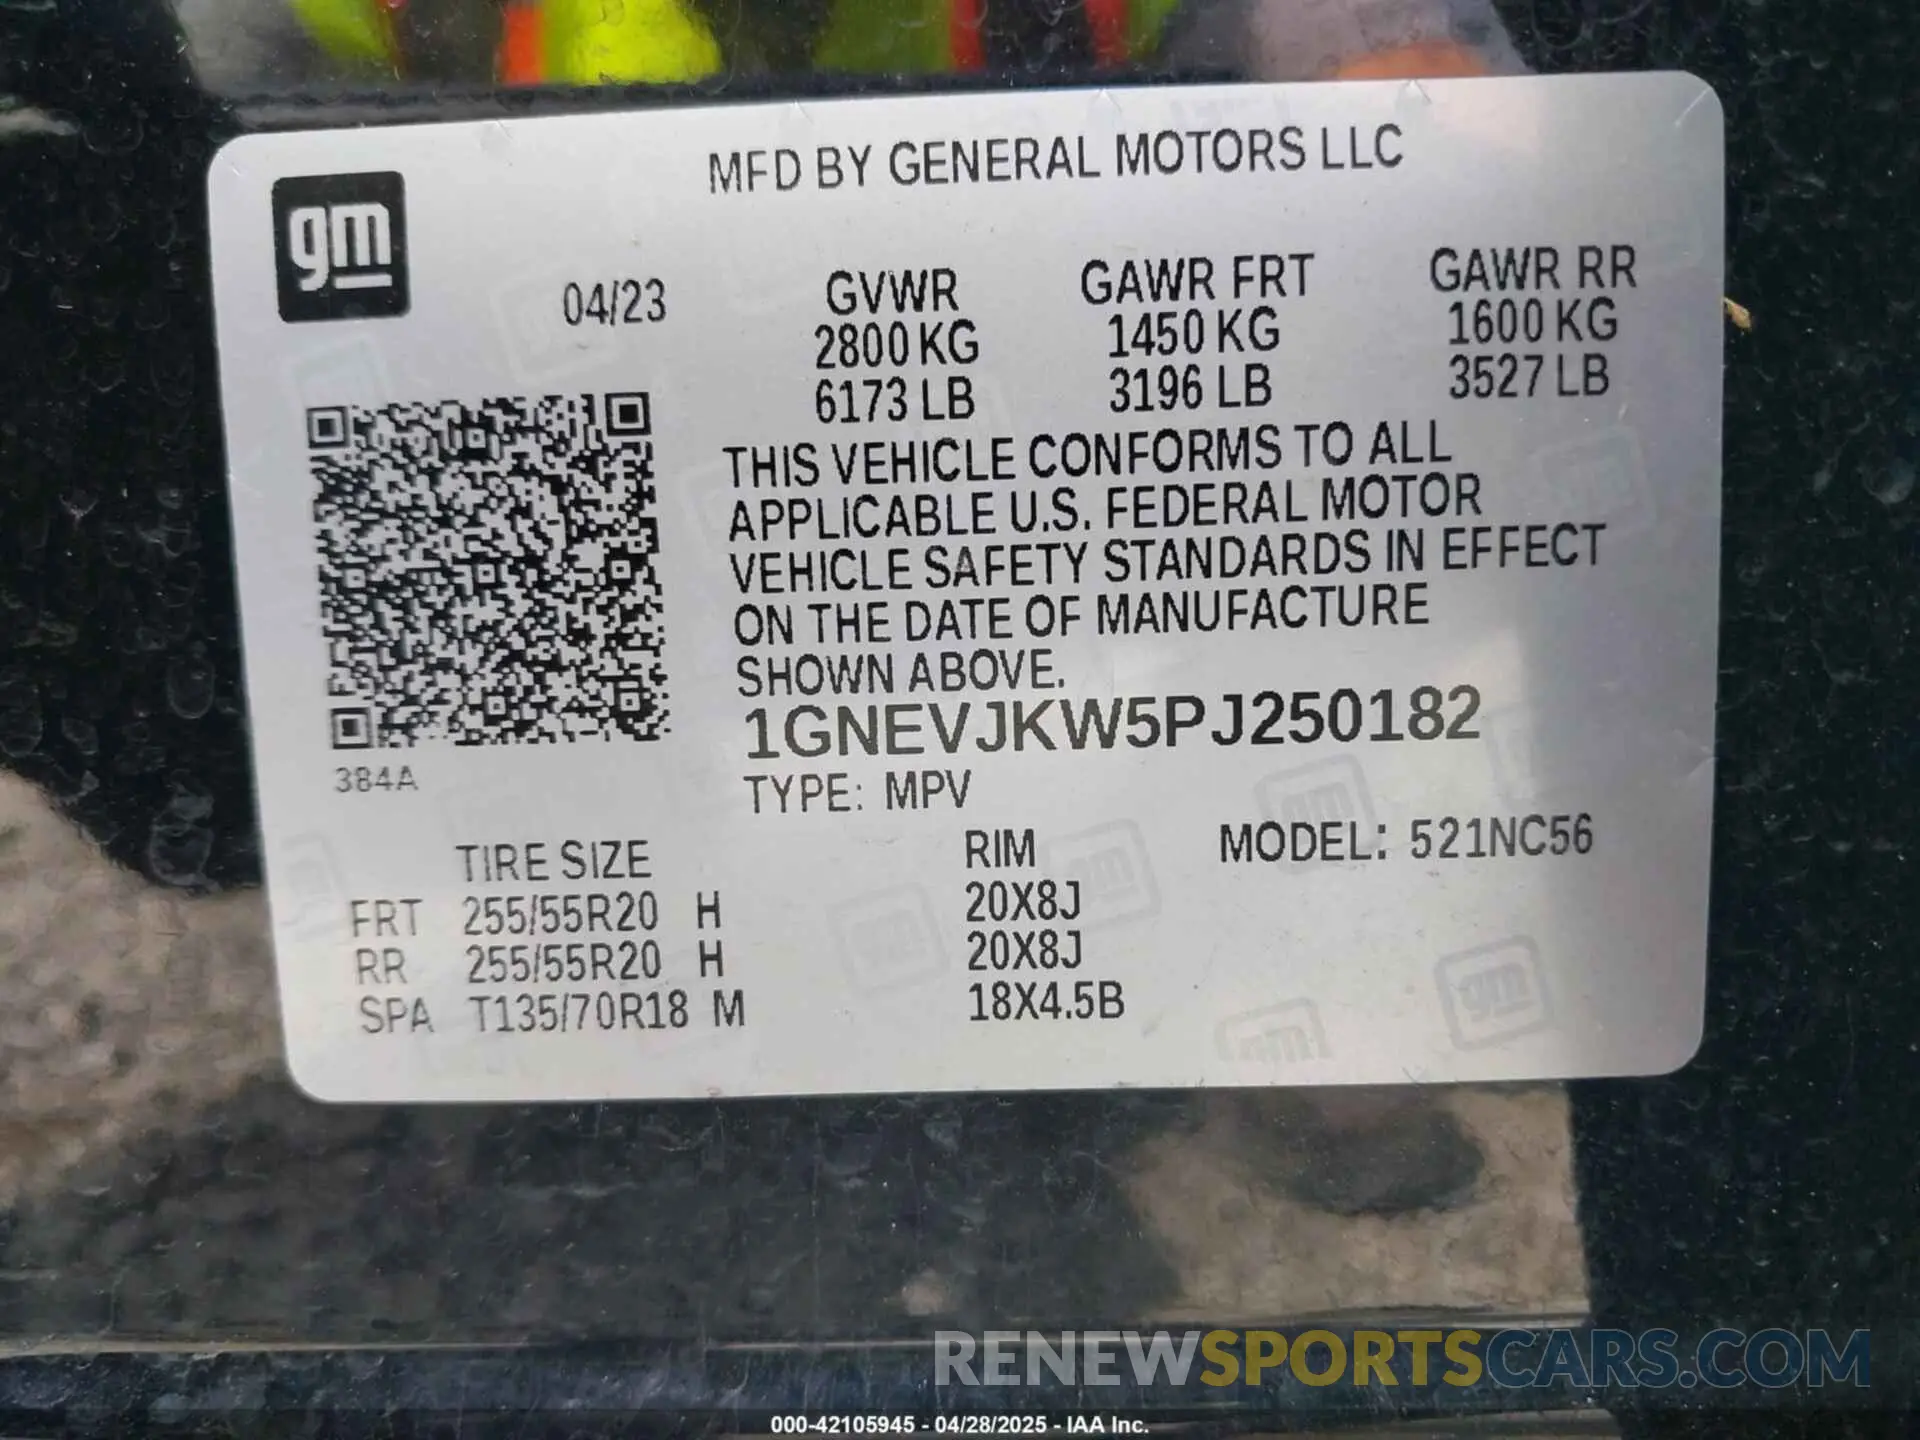 MFD BY GENERAL MOTORS LLC
gm
04/23
GVWR GAWR FRT GAWR RR
2800 KG 1450 KG 1600 KG
6173 LB 3196 LB 3527 LB
THIS VEHICLE CONFORMS TO ALL
APPLICABLE U.S. FEDERAL MOTOR
VEHICLE SAFETY STANDARDS IN EFFECT
ON THE DATE OF MANUFACTURE
SHOWN ABOVE.
1GNEVJKW5PJ250182
384A
TYPE: MPV
TIRE SIZE RIM MODEL: 521NC56
FRT 255/55R20 H 20X8J
RR 255/55R20 H 20X8J
SPA T135/70R18 M 18X4.5B
RENEWSPORTSCARS.COM
000-42105945 - 04/28/2025 - IAA Inc.